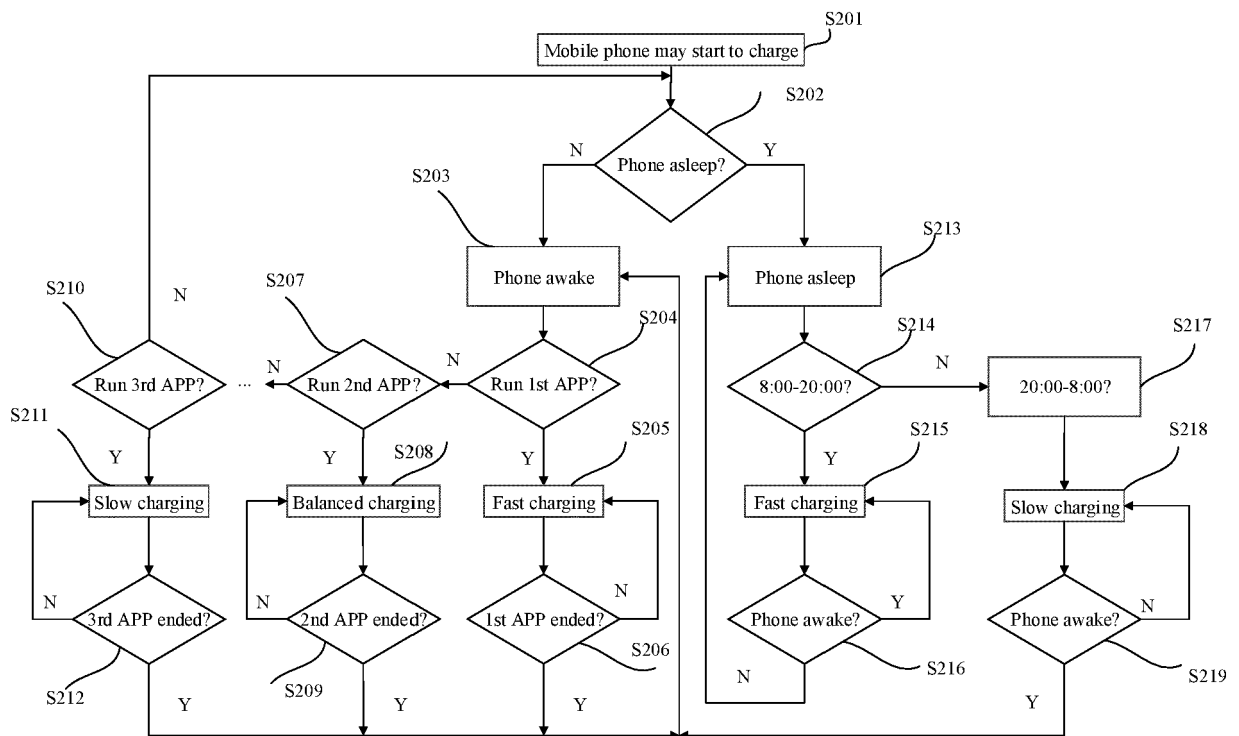 S201
Mobile phone may start to charge
S202
N
Phone asleep?
Y
S203
S213
Phone awake
Phone asleep
S210
N
S207
S204
S214
S217
Run 3rd APP?
...
N
Run 2nd APP?
N
Run 1st APP?
8:00-20:00?
N
20:00-8:00?
S211
Y
Y
S208
Y
S205
Y
S215
S218
Slow charging
Balanced charging
Fast charging
Fast charging
Slow charging
N
3rd APP ended?
N
2nd APP ended?
1st APP ended?
N
Phone awake?
Y
Phone awake?
N
S212
S209
S206
S216
S219
Y
Y
Y
N
Y